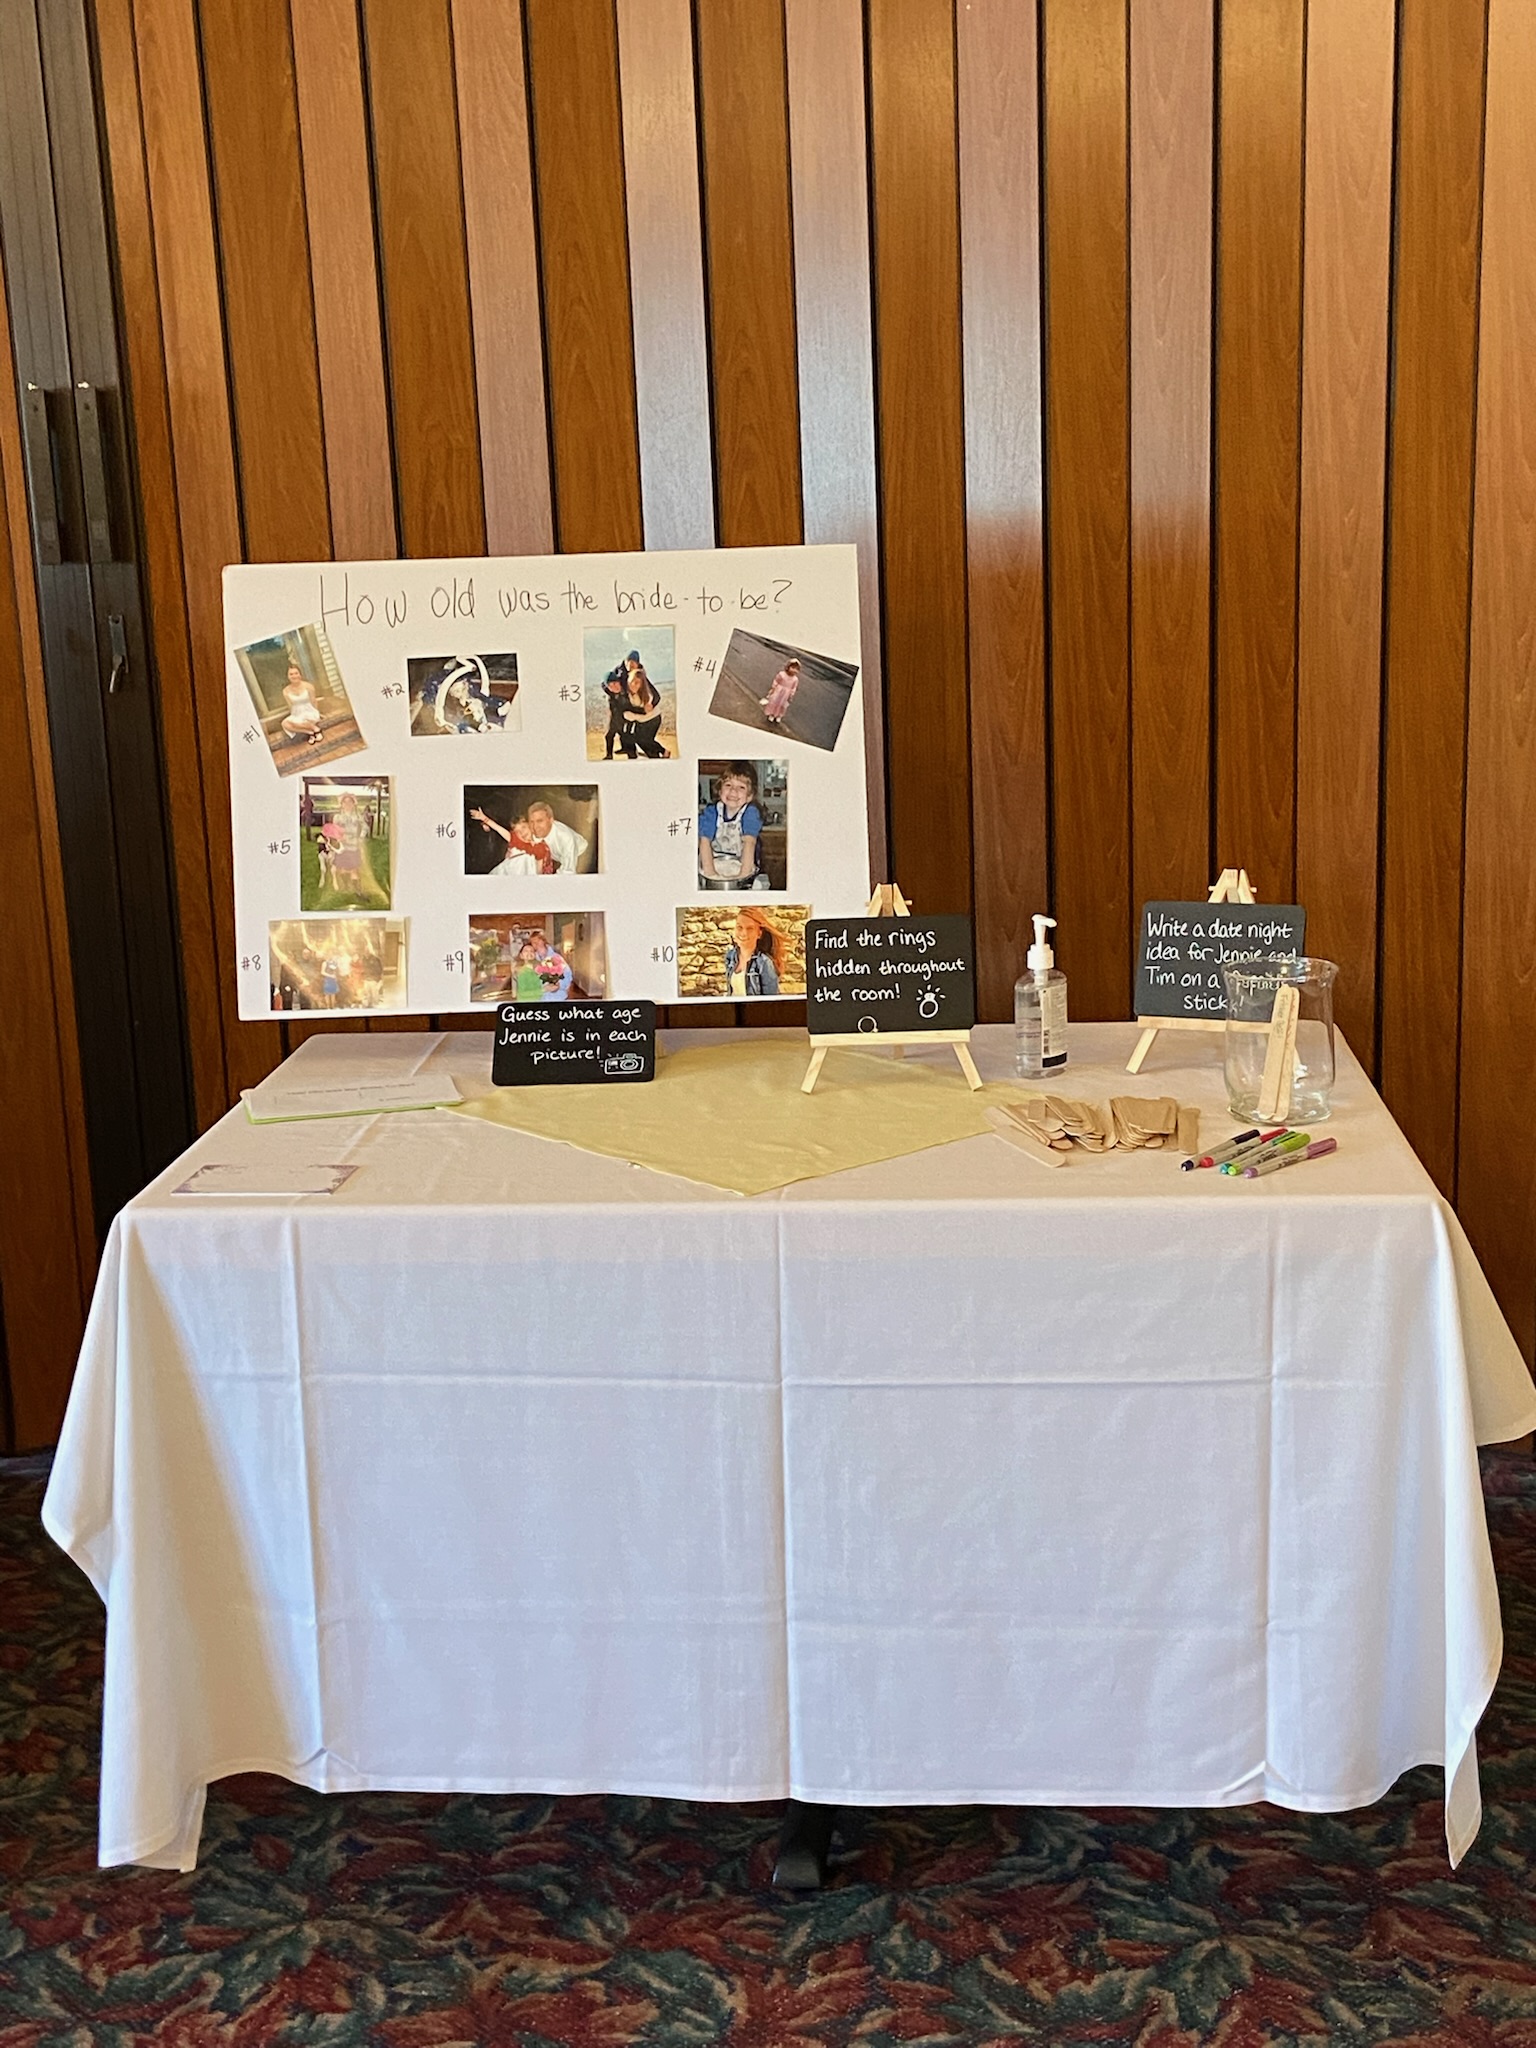 How old was the bride-to-be?
#1
#2
#3
#4
#5
#6
#7
#8
#9
#10
Guess what age
Jennie is in each
picture!
Find the rings
hidden throughout
the room!
Write a date night
idea for Jennie and
Tim on a
stick!